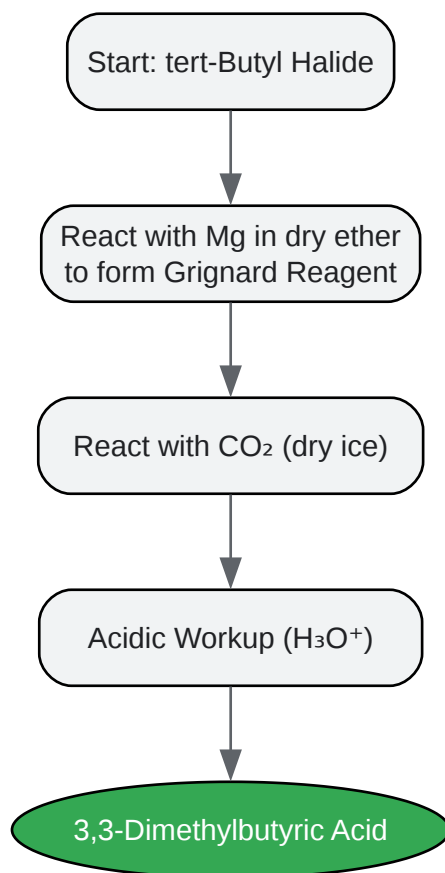 Start: tert-Butyl Halide
React with Mg in dry ether
to form Grignard Reagent
React with CO₂ (dry ice)
Acidic Workup (H₃O⁺)
3,3-Dimethylbutyric Acid